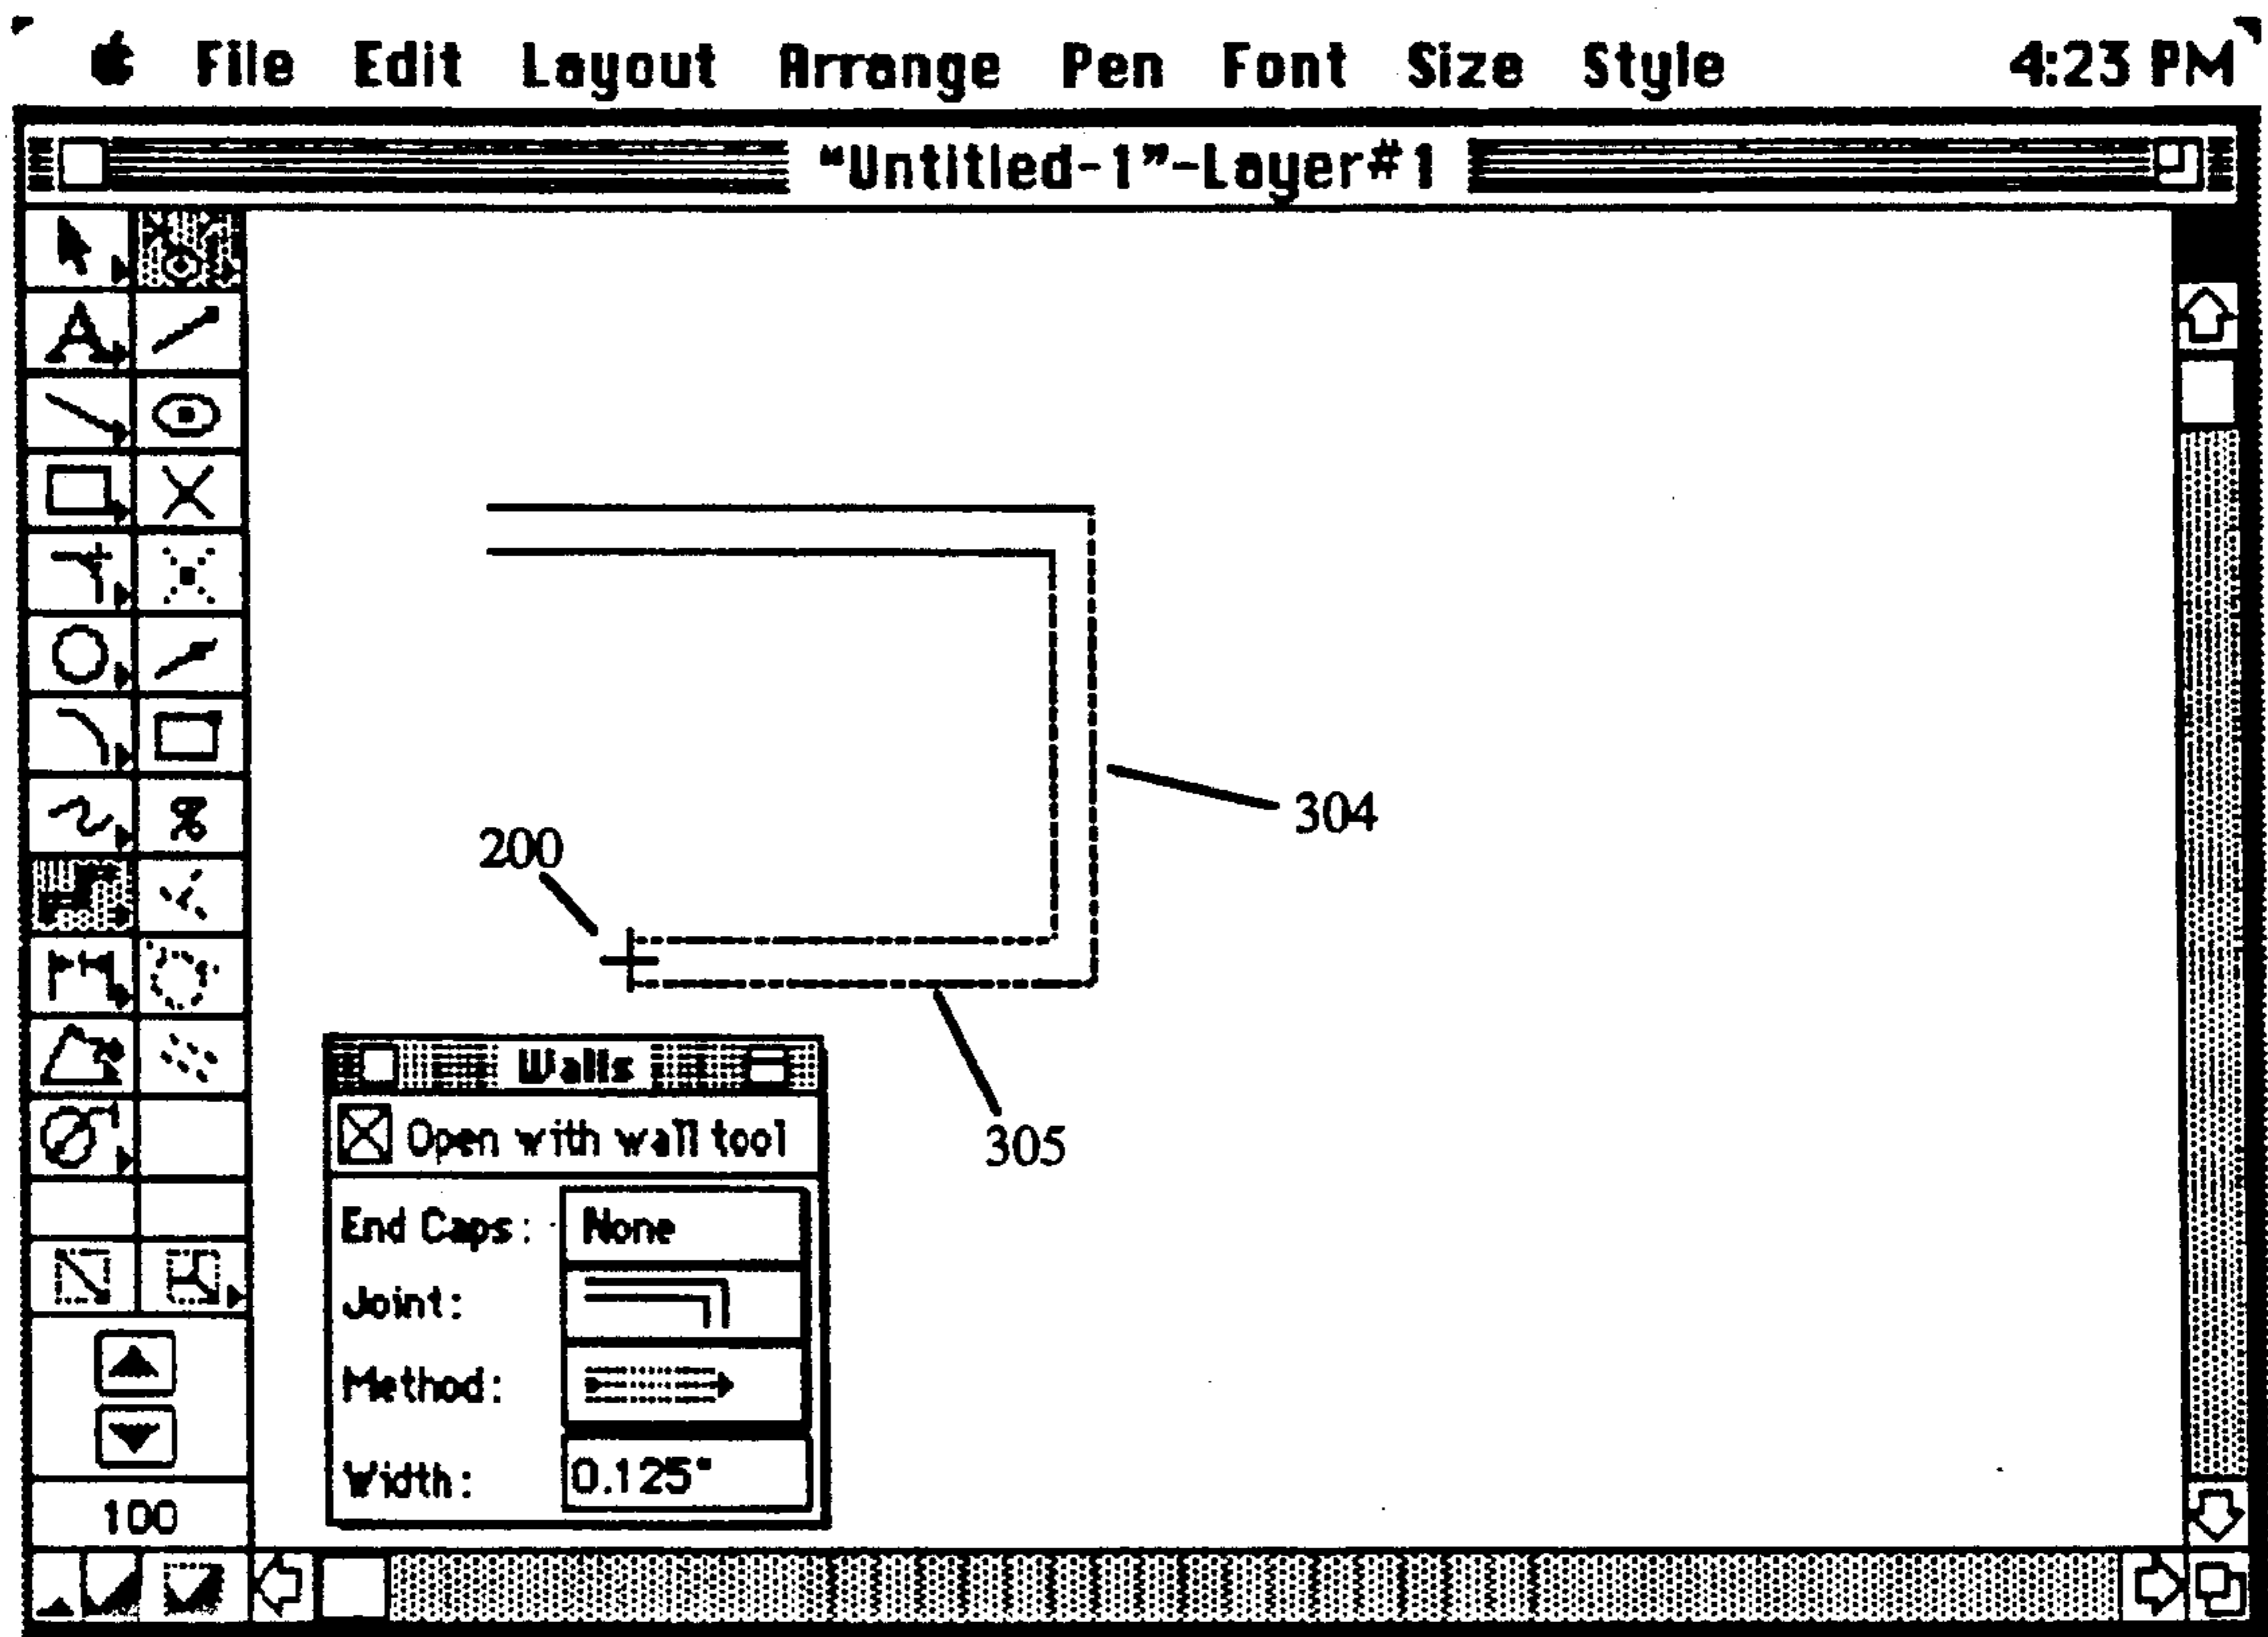 File Edit Layout Arrange Pen Font Size Style 4:23 PM
“Untitled-1”-Layer#1
A
%
304
200
305
Walls
Open with wall tool
End Caps: None
Joint:
Method:
Width: 0.125"
100